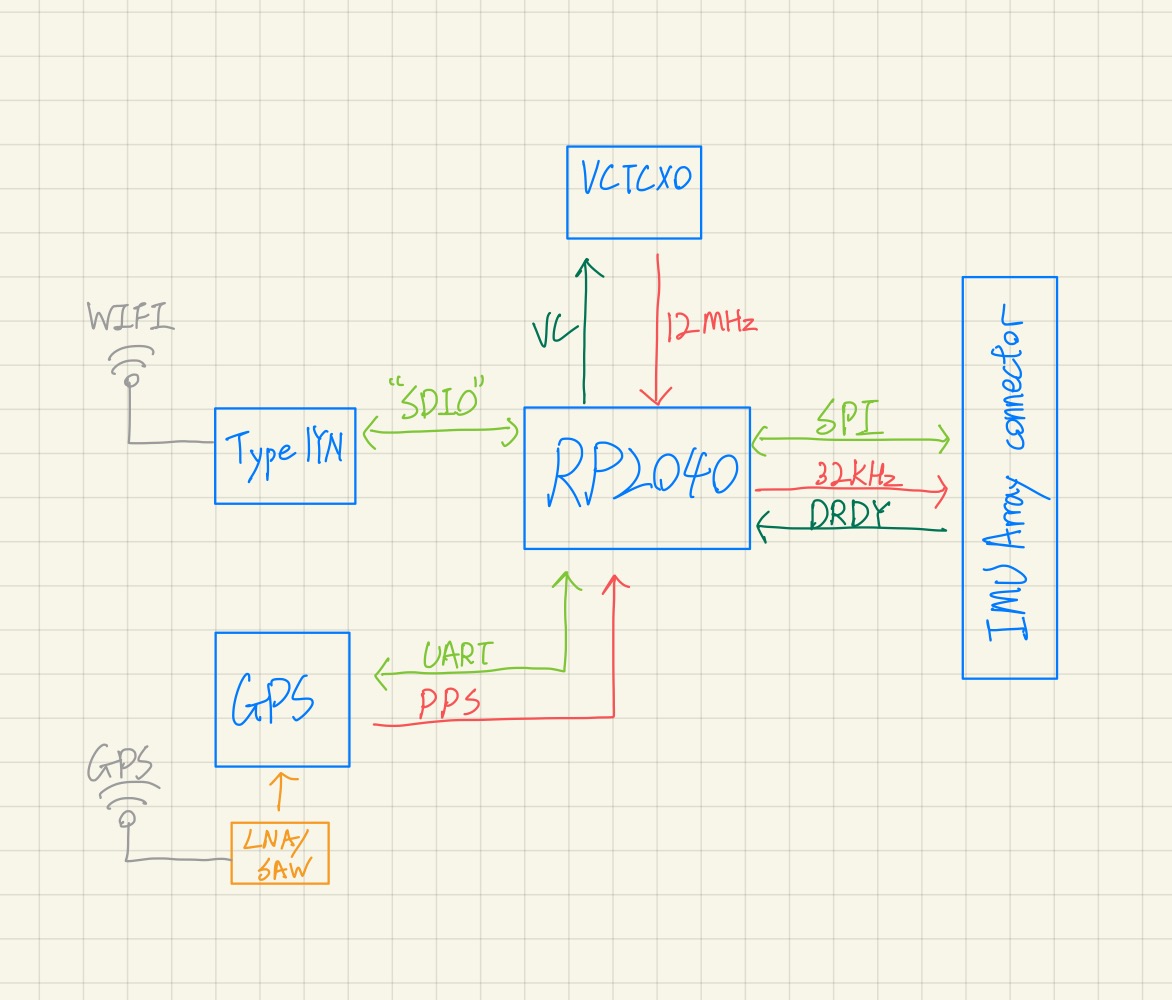 VCTCXO
WIFI
VC
12MHz
"SDIO"
Type 1YN
RP2040
SPI
32KHz
DRDY
IMU Array connector
UART
PPS
GPS
GPS
LNA/
SAW